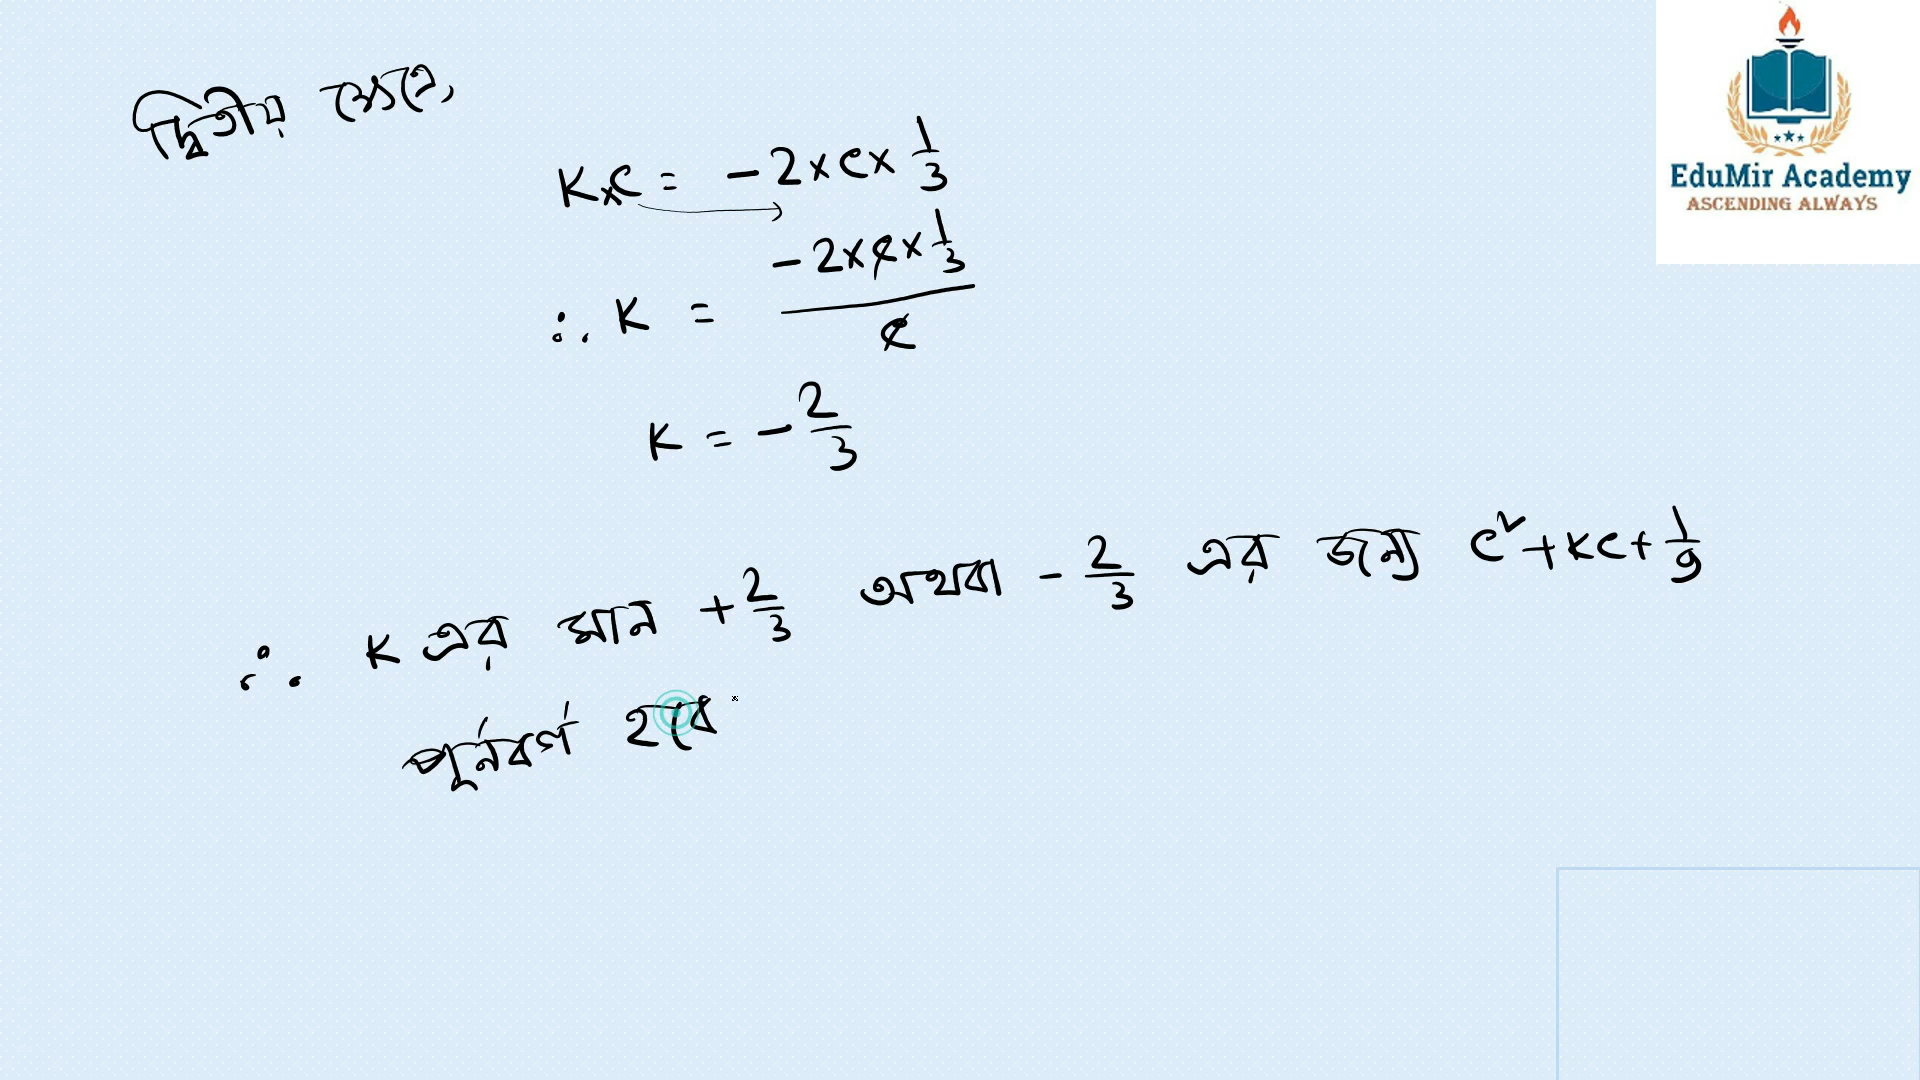 দ্বিতীয় ক্ষেত্রে,
K×c = -2×c×1/3
∴ K = (-2×c×1/3)/c
K = -2/3
∴ K এর মান +2/3 অথবা -2/3 এর জন্য c²+Kc+1/9
পূর্নবর্গ হবে
EduMir Academy
ASCENDING ALWAYS